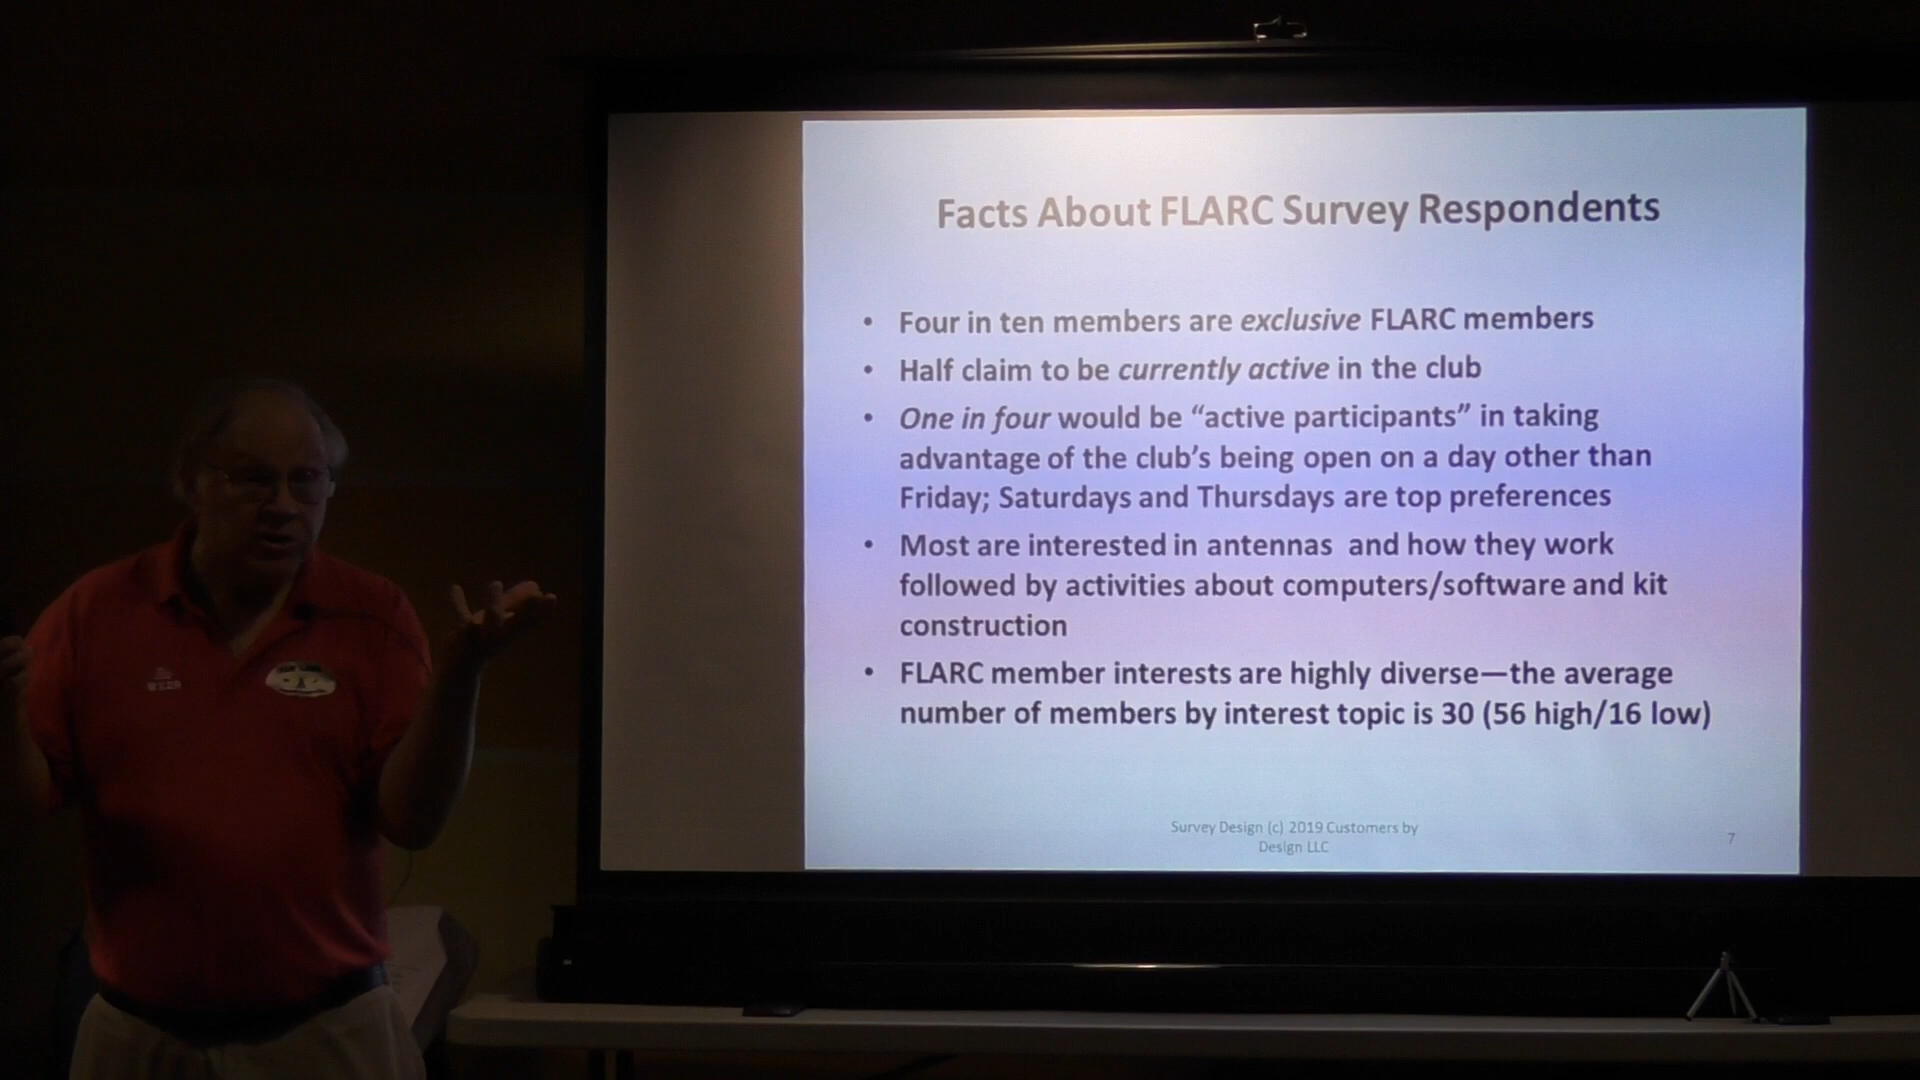 Facts About FLARC Survey Respondents
• Four in ten members are exclusive FLARC members
• Half claim to be currently active in the club
• One in four would be “active participants” in taking
advantage of the club’s being open on a day other than
Friday; Saturdays and Thursdays are top preferences
• Most are interested in antennas and how they work
followed by activities about computers/software and kit
construction
• FLARC member interests are highly diverse—the average
number of members by interest topic is 30 (56 high/16 low)
Survey Design (c) 2019 Customers by
Design LLC
7